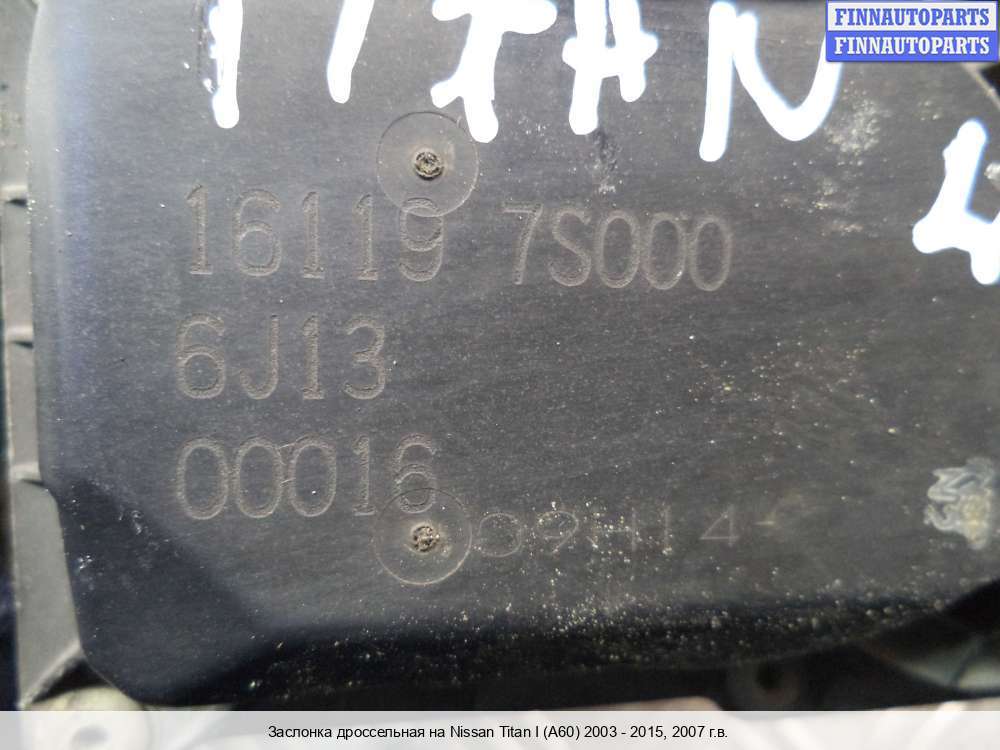 FINNAUTOPARTS
FINNAUTOPARTS
TITAN
16119 7S000
6J13
00016
Заслонка дроссельная на Nissan Titan I (A60) 2003 - 2015, 2007 г.в.